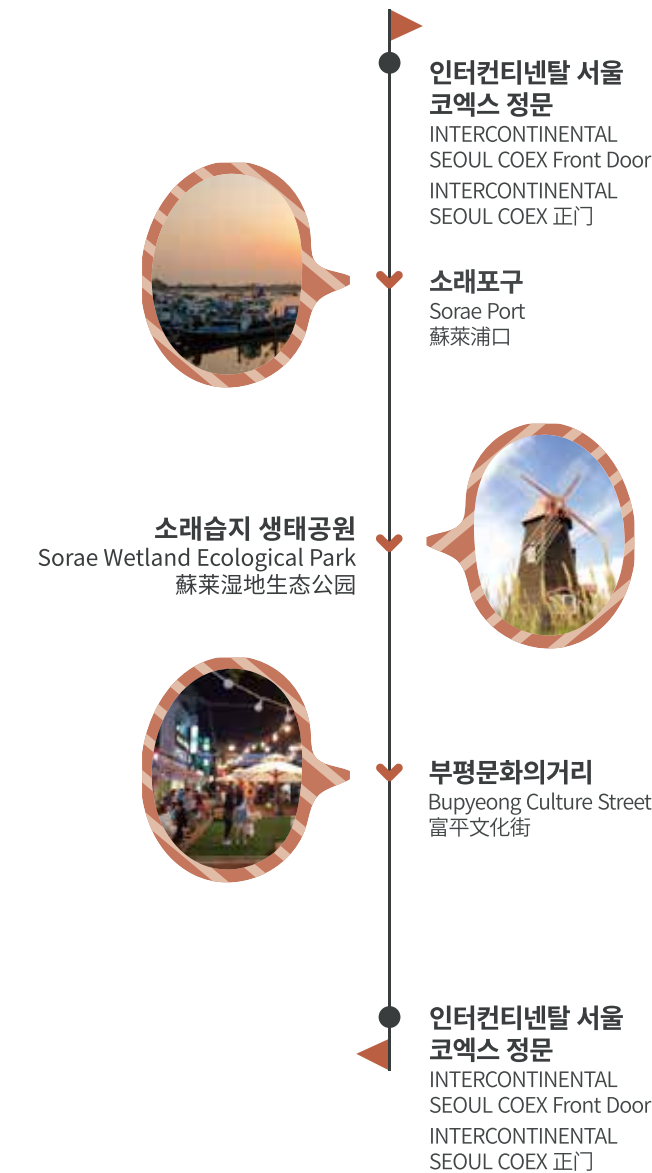 인터컨티넨탈 서울
코엑스 정문
INTERCONTINENTAL
SEOUL COEX Front Door
INTERCONTINENTAL
SEOUL COEX 正门
소래포구
Sorae Port
蘇萊浦口
소래습지 생태공원
Sorae Wetland Ecological Park
蘇莱湿地生态公园
부평문화의거리
Bupyeong Culture Street
富平文化街
인터컨티넨탈 서울
코엑스 정문
INTERCONTINENTAL
SEOUL COEX Front Door
INTERCONTINENTAL
SEOUL COEX 正门